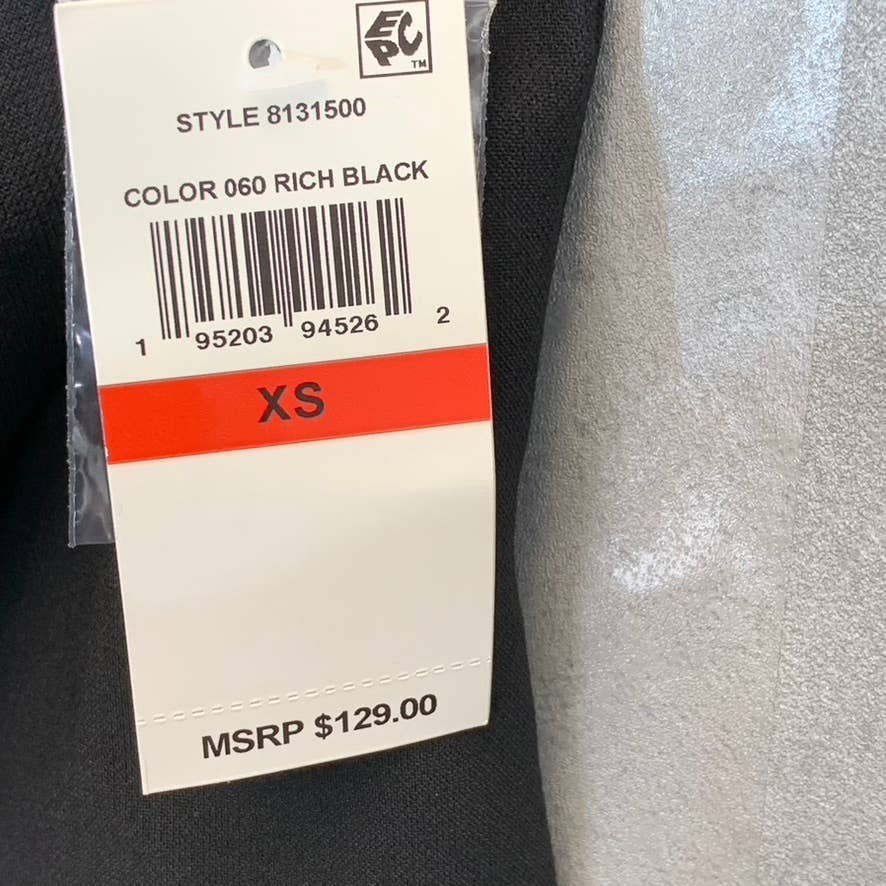 EPC
TM
STYLE 8131500
COLOR 060 RICH BLACK
1 95203 94526 2
XS
MSRP $129.00